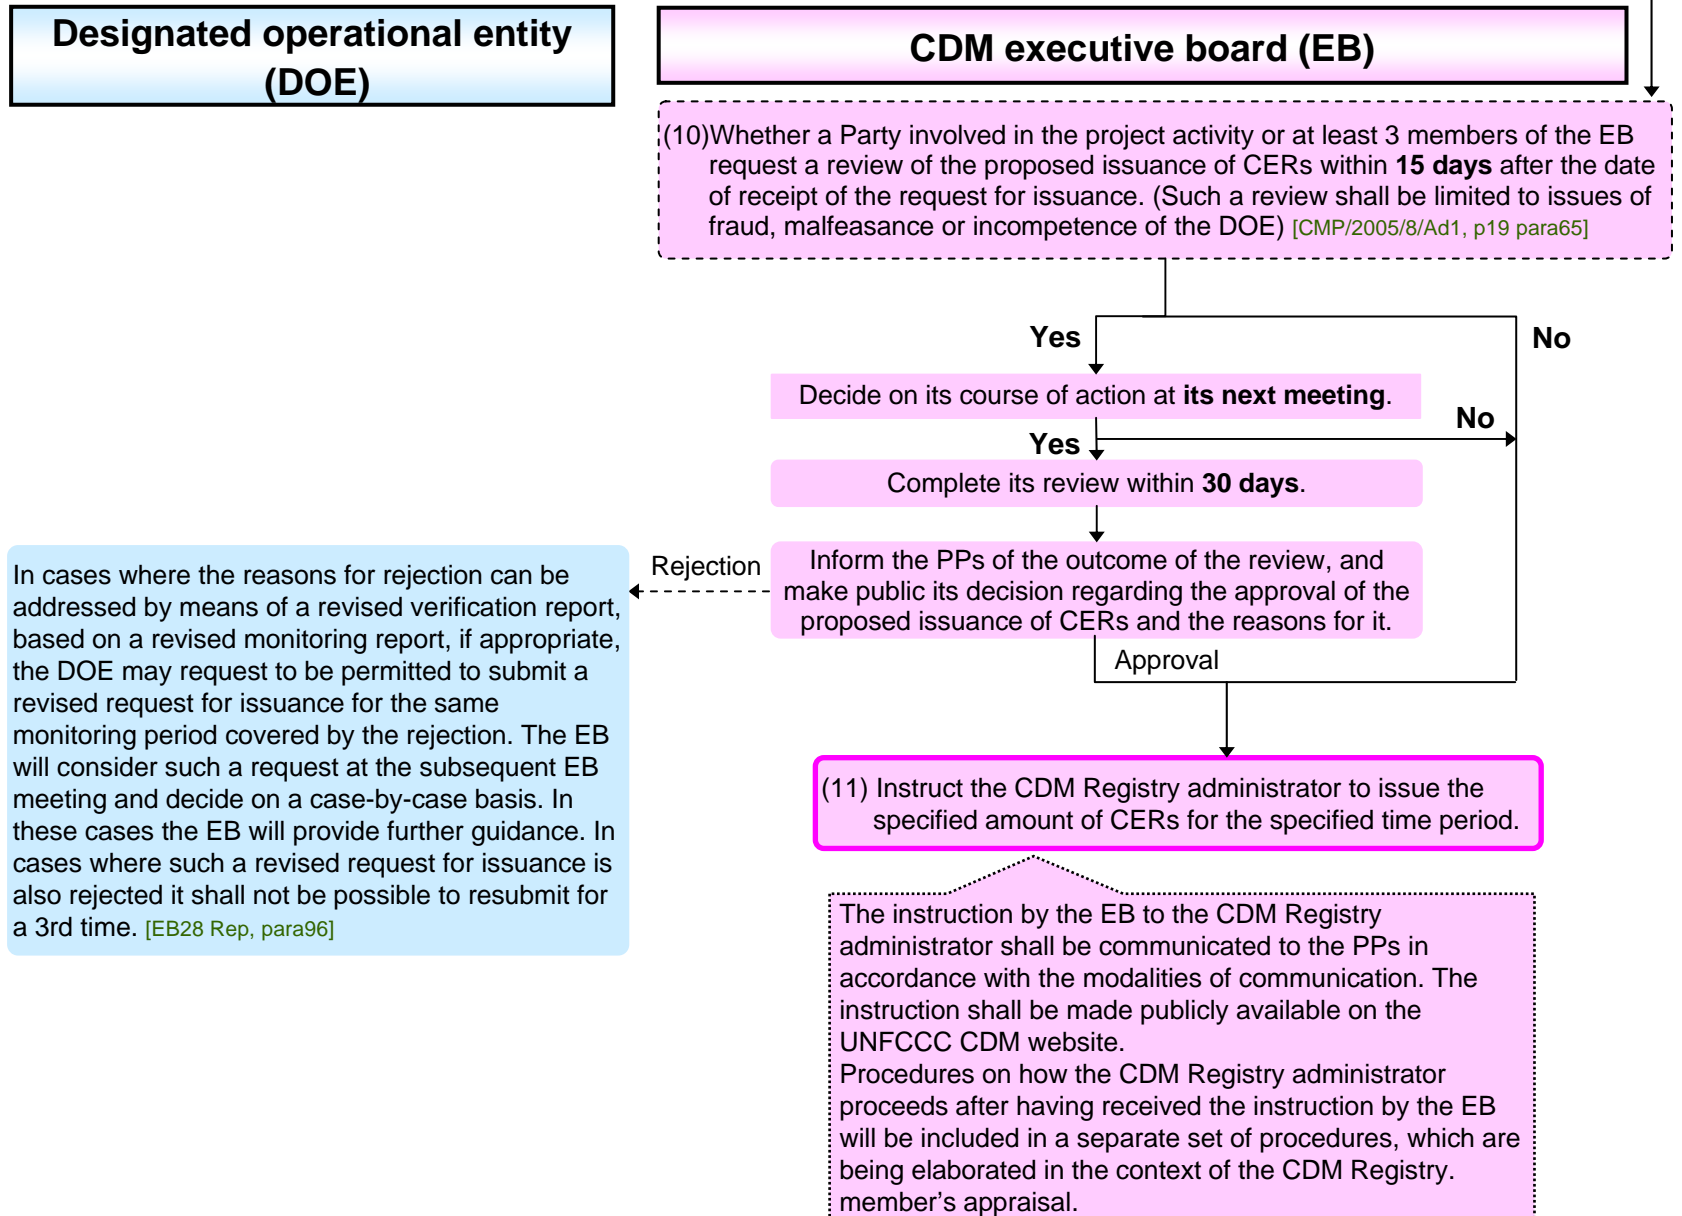 Designated operational entity
(DOE)
CDM executive board (EB)
(10)Whether a Party involved in the project activity or at least 3 members of the EB
request a review of the proposed issuance of CERs within 15 days after the date
of receipt of the request for issuance. (Such a review shall be limited to issues of
fraud, malfeasance or incompetence of the DOE) [CMP/2005/8/Ad1, p19 para65]
Yes
No
Decide on its course of action at its next meeting.
No
Yes
Complete its review within 30 days.
Inform the PPs of the outcome of the review, and
make public its decision regarding the approval of the
proposed issuance of CERs and the reasons for it.
Rejection
In cases where the reasons for rejection can be
addressed by means of a revised verification report,
based on a revised monitoring report, if appropriate,
the DOE may request to be permitted to submit a
revised request for issuance for the same
monitoring period covered by the rejection. The EB
will consider such a request at the subsequent EB
meeting and decide on a case-by-case basis. In
these cases the EB will provide further guidance. In
cases where such a revised request for issuance is
also rejected it shall not be possible to resubmit for
a 3rd time. [EB28 Rep, para96]
Approval
(11) Instruct the CDM Registry administrator to issue the
specified amount of CERs for the specified time period.
The instruction by the EB to the CDM Registry
administrator shall be communicated to the PPs in
accordance with the modalities of communication. The
instruction shall be made publicly available on the
UNFCCC CDM website.
Procedures on how the CDM Registry administrator
proceeds after having received the instruction by the EB
will be included in a separate set of procedures, which are
being elaborated in the context of the CDM Registry.
member's appraisal.